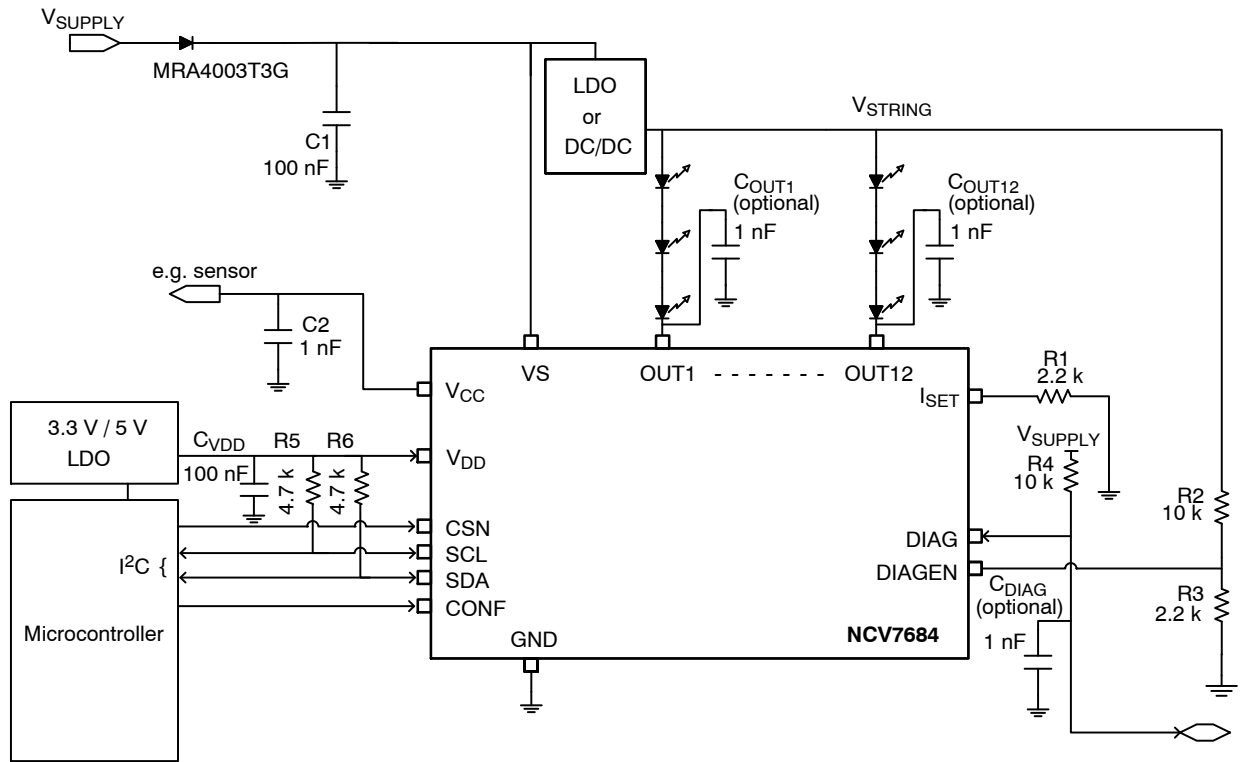 VSUPPLY
MRA4003T3G
C1
100 nF
LDO
or
DC/DC
VSTRING
COUT1
(optional)
1 nF
COUT12
(optional)
1 nF
e.g. sensor
C2
1 nF
VS
OUT1 - - - - - - - - OUT12
VCC
ISET
R1
2.2 k
3.3 V / 5 V
LDO
CVDD
100 nF
R5
4.7 k
R6
4.7 k
VDD
VSUPPLY
R4
10 k
R2
10 k
CSN
SCL
SDA
CONF
I²C {
Microcontroller
DIAG
DIAGEN
CDIAG
(optional)
1 nF
R3
2.2 k
GND
NCV7684